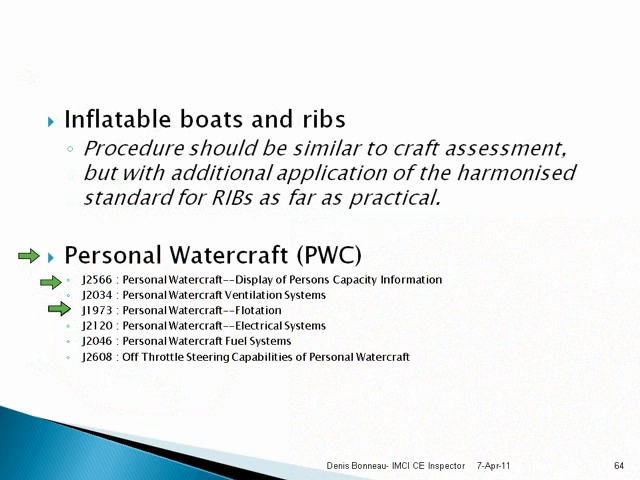 Inflatable boats and ribs
Procedure should be similar to craft assessment,
but with additional application of the harmonised
standard for RIBs as far as practical.
Personal Watercraft (PWC)
J2566 : Personal Watercraft--Display of Persons Capacity Information
J2034 : Personal Watercraft Ventilation Systems
J1973 : Personal Watercraft--Flotation
J2120 : Personal Watercraft--Electrical Systems
J2046 : Personal Watercraft Fuel Systems
J2608 : Off Throttle Steering Capabilities of Personal Watercraft
Denis Bonneau- IMCI CE Inspector 7-Apr-11 64